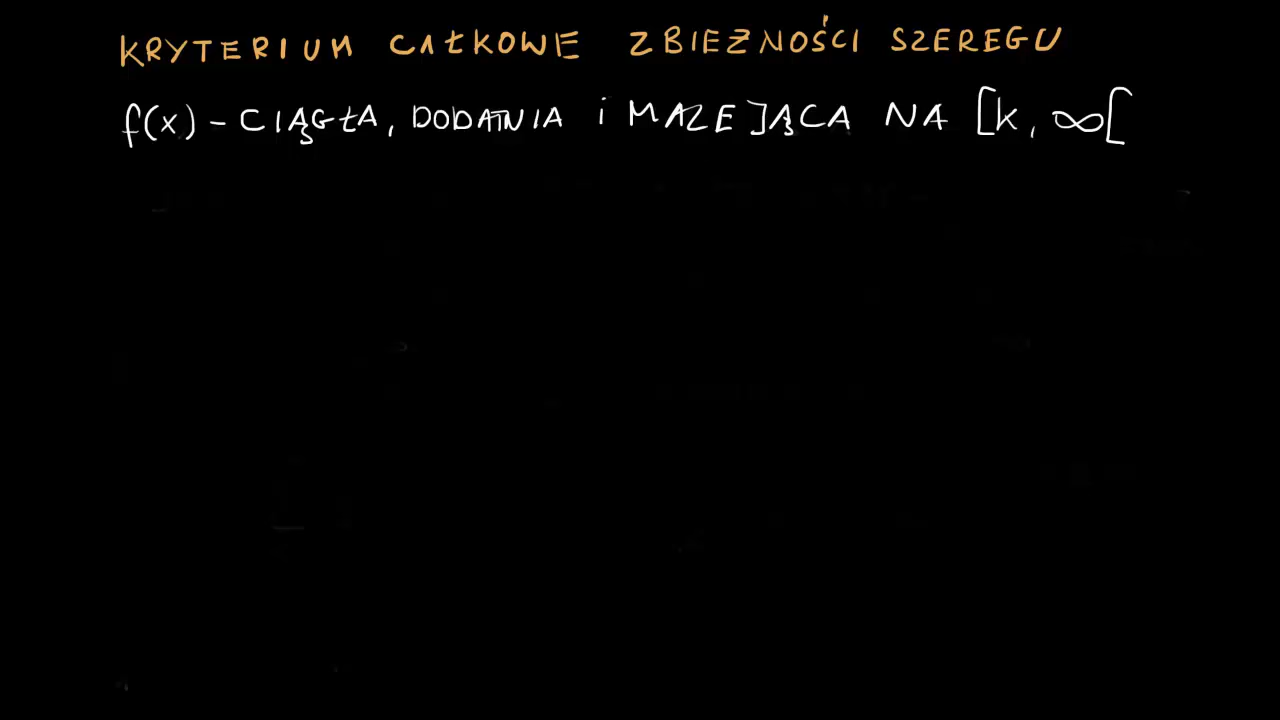 KRYTERIUM CAŁKOWE ZBIEŻNOŚCI SZEREGU
f(x) - CIĄGŁA, DODATNIA i MALEJĄCA NA [k, ∞[